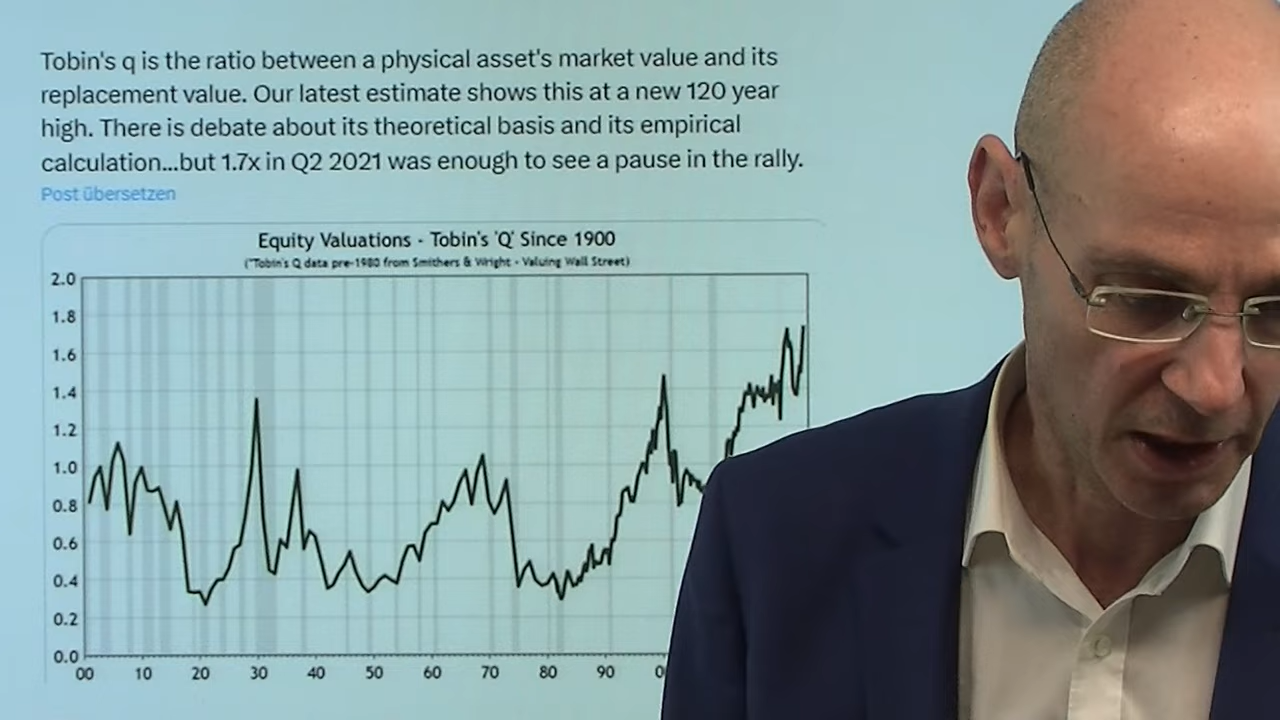 Tobin's q is the ratio between a physical asset's market value and its
replacement value. Our latest estimate shows this at a new 120 year
high. There is debate about its theoretical basis and its empirical
calculation...but 1.7x in Q2 2021 was enough to see a pause in the rally.
Post übersetzen
Equity Valuations - Tobin's 'Q' Since 1900
("Tobin's Q data pre-1980 from Smithers & Wright - Valuing Wall Street)
2.0
1.8
1.6
1.4
1.2
1.0
0.8
0.6
0.4
0.2
0.0
00 10 20 30 40 50 60 70 80 90